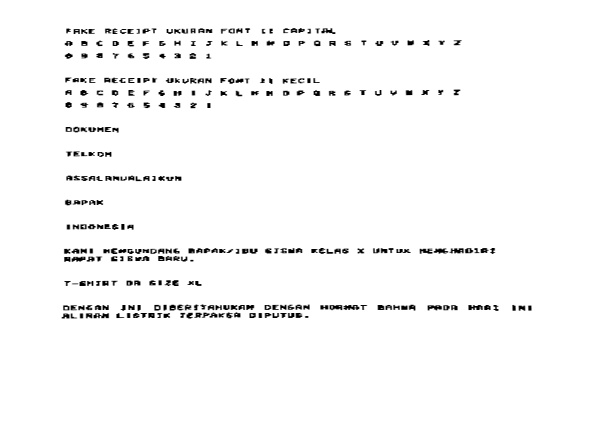 FAKE RECEIPT UKURAN FONT 11 CAPITAL
A B C D E F G H I J K L M N O P Q R S T U V W X Y Z
0 9 8 7 6 5 4 3 2 1
FAKE RECEIPT UKURAN FONT 11 KECIL
A B C D E F G H I J K L M N O P Q R S T U V W X Y Z
0 9 8 7 6 5 4 3 2 1
DOKUMEN
TELKOM
ASSALAMUALAIKUM
BAPAK
INDONESIA
KAMI MENGUNDANG BAPAK/IBU SISWA KELAS X UNTUK MENGHADIRI
RAPAT SISWA BARU.
T-SHIRT DA SIZE XL
DENGAN INI DIBERITAHUKAN DENGAN HORMAT BAHWA PADA HARI INI
ALIRAN LISTRIK TERPAKSA DIPUTUS.